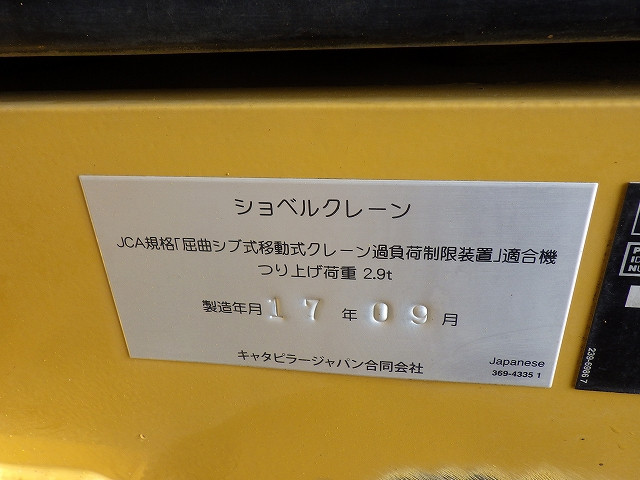 ショベルクレーン
JCA規格「屈曲ジブ式移動式クレーン過負荷制限装置」適合機
つり上げ荷重 2.9t
製造年月 17 年 09 月
キャタピラージャパン合同会社
Japanese
369-4335 1
239-5986 7